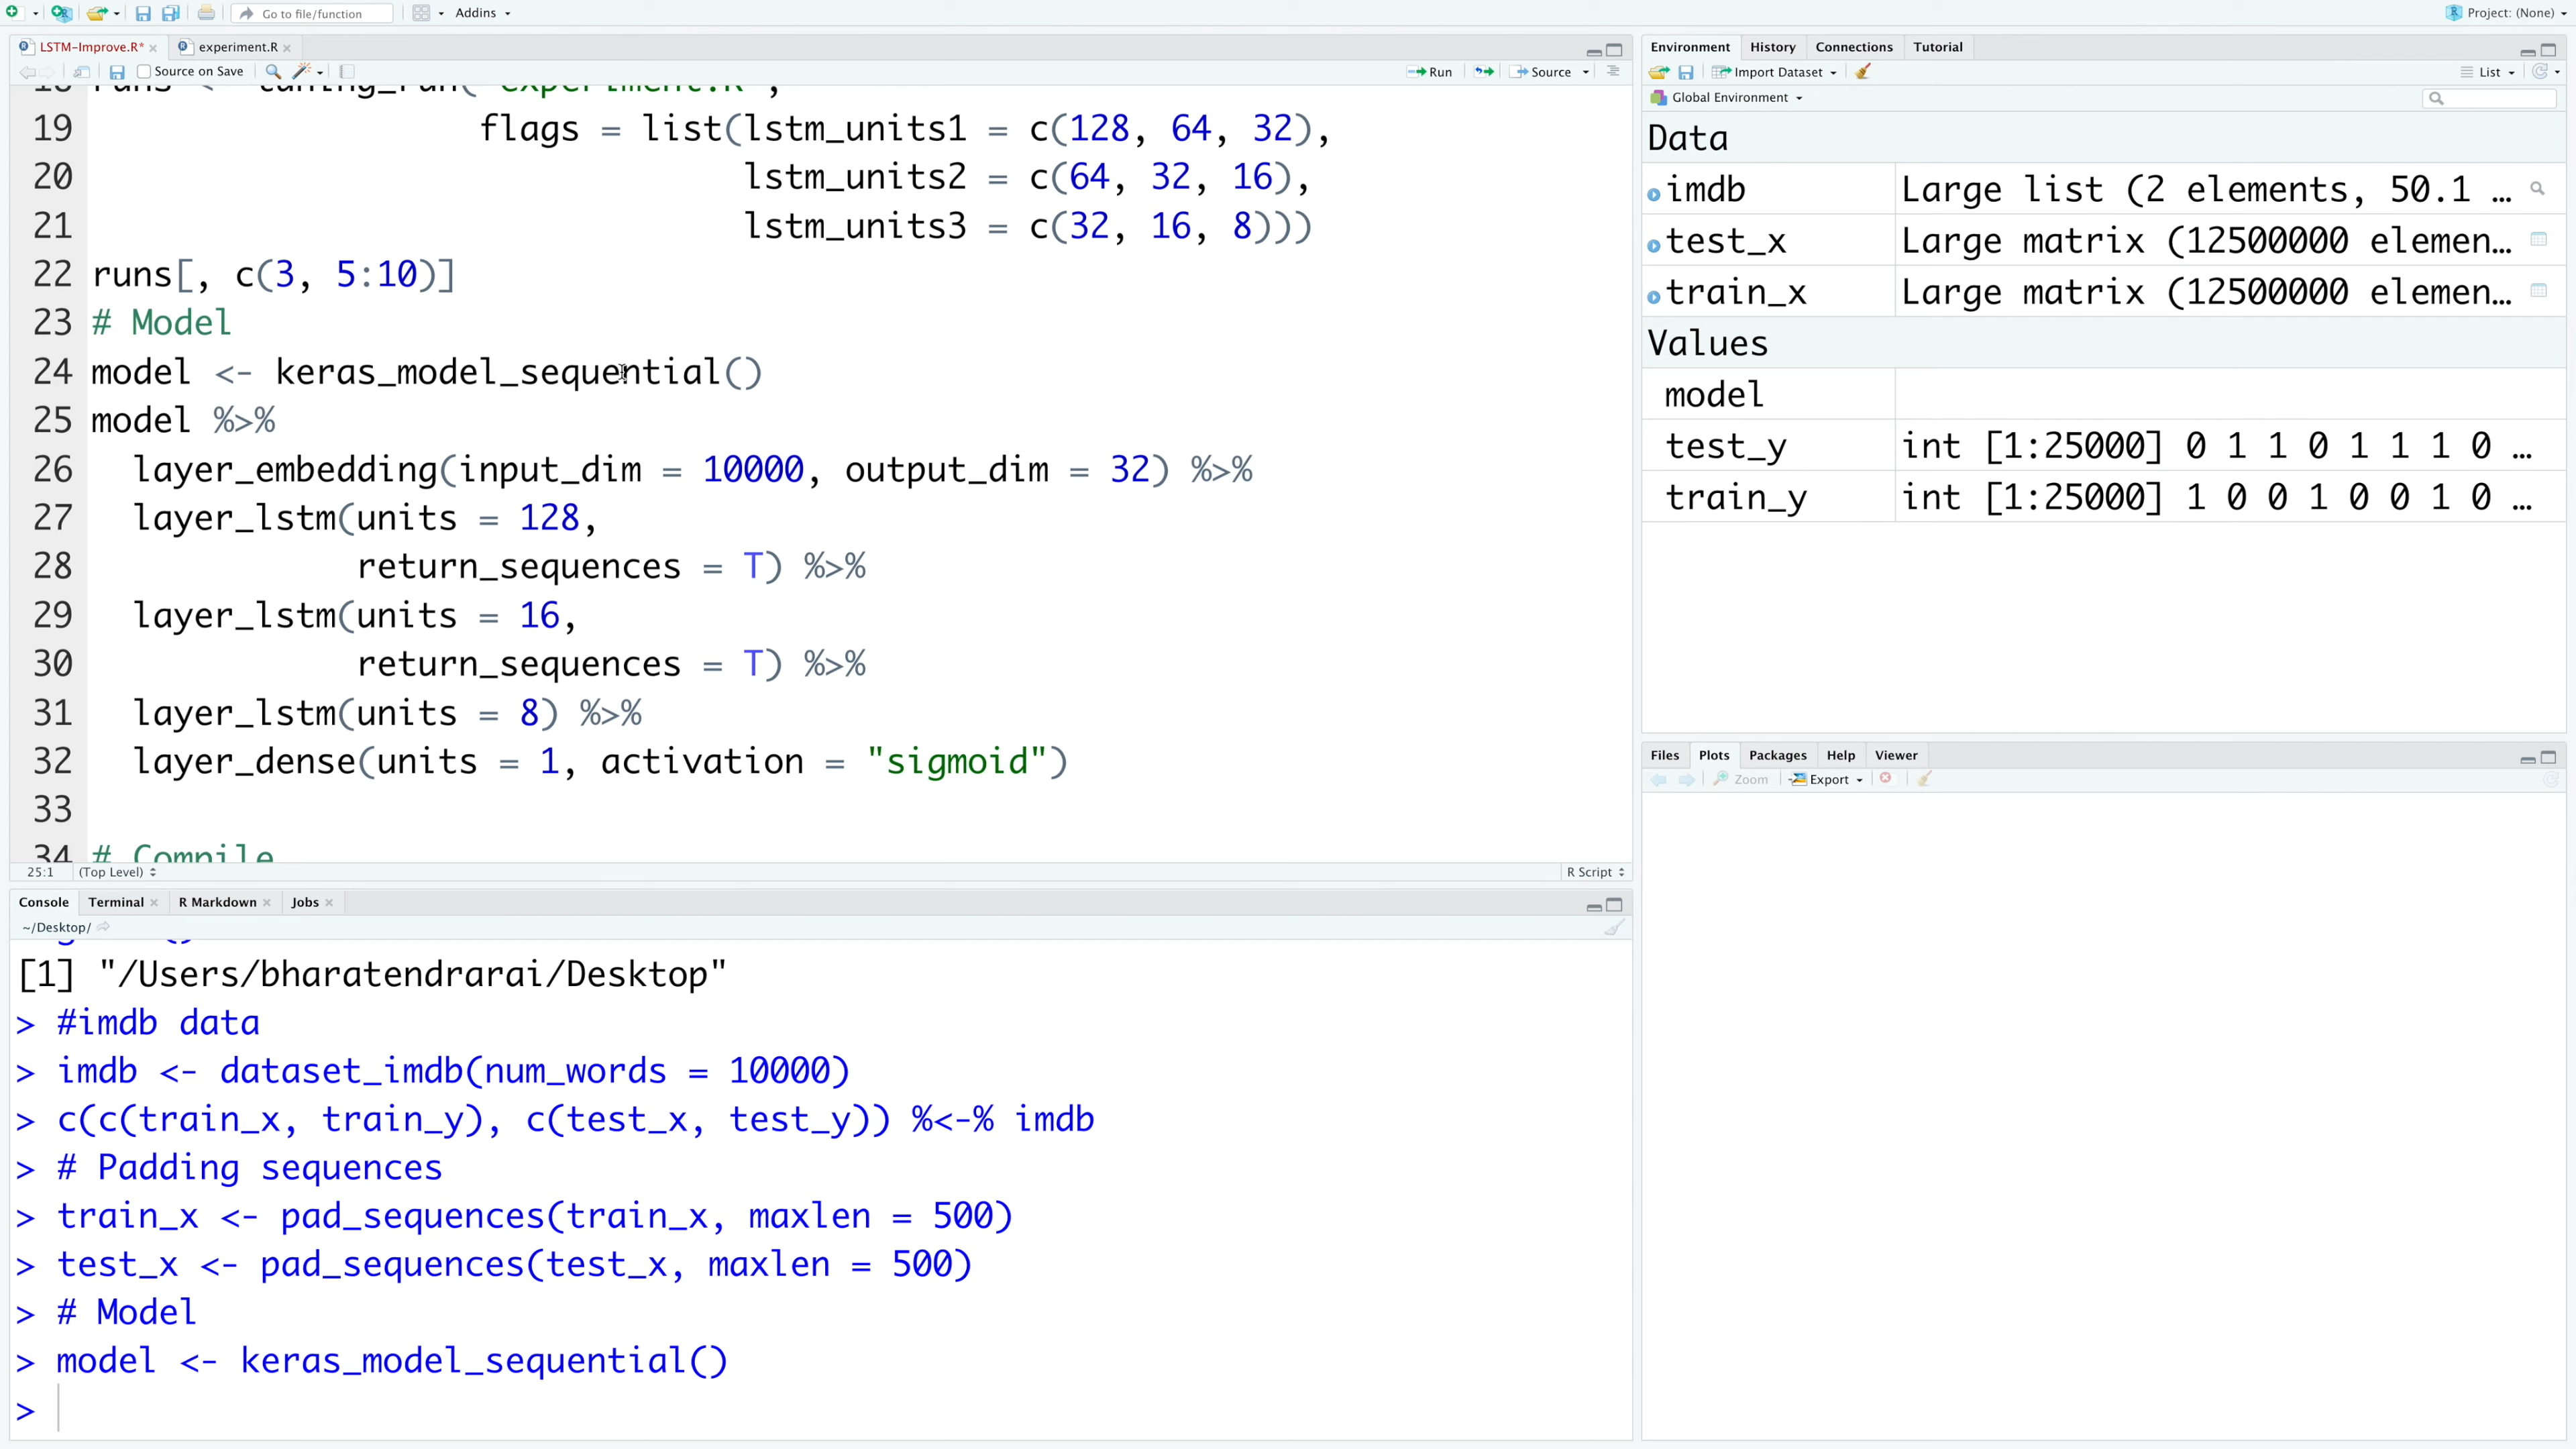 Go to file/function
Addins
Project: (None)
LSTM-Improve.R*
experiment.R
Source on Save
Run
Source
18 runs <- tuning_run("experiment.R",
19 flags = list(lstm_units1 = c(128, 64, 32),
20 lstm_units2 = c(64, 32, 16),
21 lstm_units3 = c(32, 16, 8)))
22 runs[, c(3, 5:10)]
23 # Model
24 model <- keras_model_sequential()
25 model %>%
26 layer_embedding(input_dim = 10000, output_dim = 32) %>%
27 layer_lstm(units = 128,
28 return_sequences = T) %>%
29 layer_lstm(units = 16,
30 return_sequences = T) %>%
31 layer_lstm(units = 8) %>%
32 layer_dense(units = 1, activation = "sigmoid")
33
34 # Compile
25:1 (Top Level)
R Script
Console Terminal R Markdown Jobs
~/Desktop/
[1] "/Users/bharatendrarai/Desktop"
> #imdb data
> imdb <- dataset_imdb(num_words = 10000)
> c(c(train_x, train_y), c(test_x, test_y)) %<-% imdb
> # Padding sequences
> train_x <- pad_sequences(train_x, maxlen = 500)
> test_x <- pad_sequences(test_x, maxlen = 500)
> # Model
> model <- keras_model_sequential()
>
Environment History Connections Tutorial
Import Dataset
List
Global Environment
Data
imdb Large list (2 elements, 50.1 …
test_x Large matrix (12500000 elemen…
train_x Large matrix (12500000 elemen…
Values
model
test_y int [1:25000] 0 1 1 0 1 1 1 0 …
train_y int [1:25000] 1 0 0 1 0 0 1 0 …
Files Plots Packages Help Viewer
Zoom Export